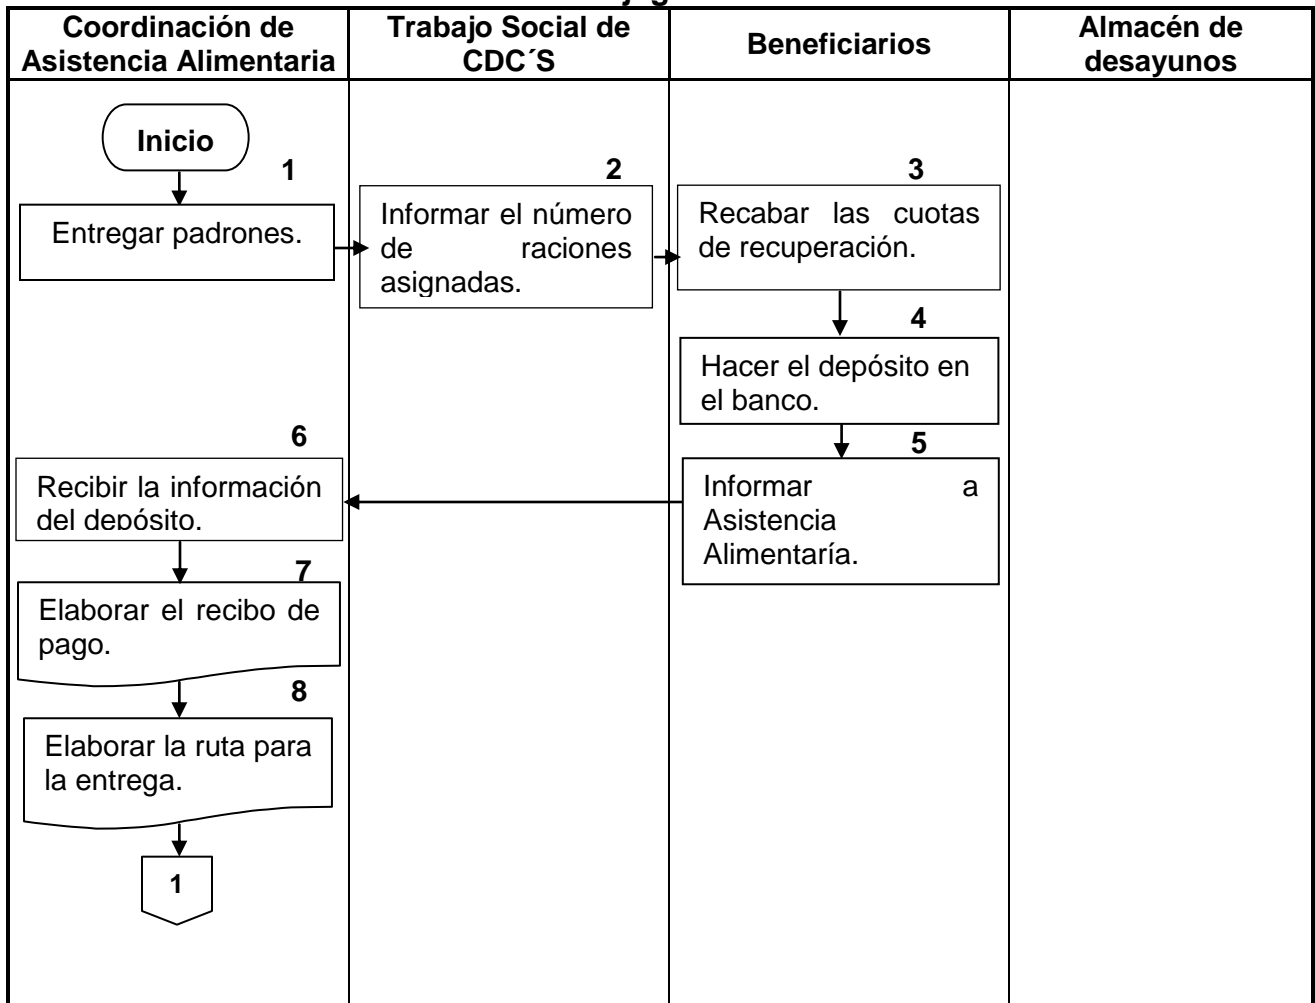 Coordinación de
Asistencia Alimentaria
Trabajo Social de
CDC´S
Beneficiarios
Almacén de
desayunos
Inicio
1
Entregar padrones.
2
Informar el número
de raciones
asignadas.
3
Recabar las cuotas
de recuperación.
4
Hacer el depósito en
el banco.
5
Informar a
Asistencia
Alimentaría.
6
Recibir la información
del depósito.
7
Elaborar el recibo de
pago.
8
Elaborar la ruta para
la entrega.
1